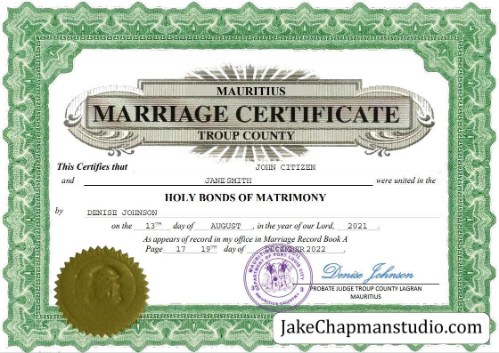 MAURITIUS
MARRIAGE CERTIFICATE
TROUP COUNTY
This Certifies that JOHN CITIZEN
and JANESMITH were united in the
HOLY BONDS OF MATRIMONY
by DENISE JOHNSON
on the 13TH day of AUGUST , in the year of our Lord, 2021 .
As appears of record in my office in Marriage Record Book A
Page 17 19TH day of DECEMBER 2022 .
Denise Johnson
PROBATE JUDGE TROUP COUNTY LAGRAN
MAURITIUS
JakeChapmanstudio.com